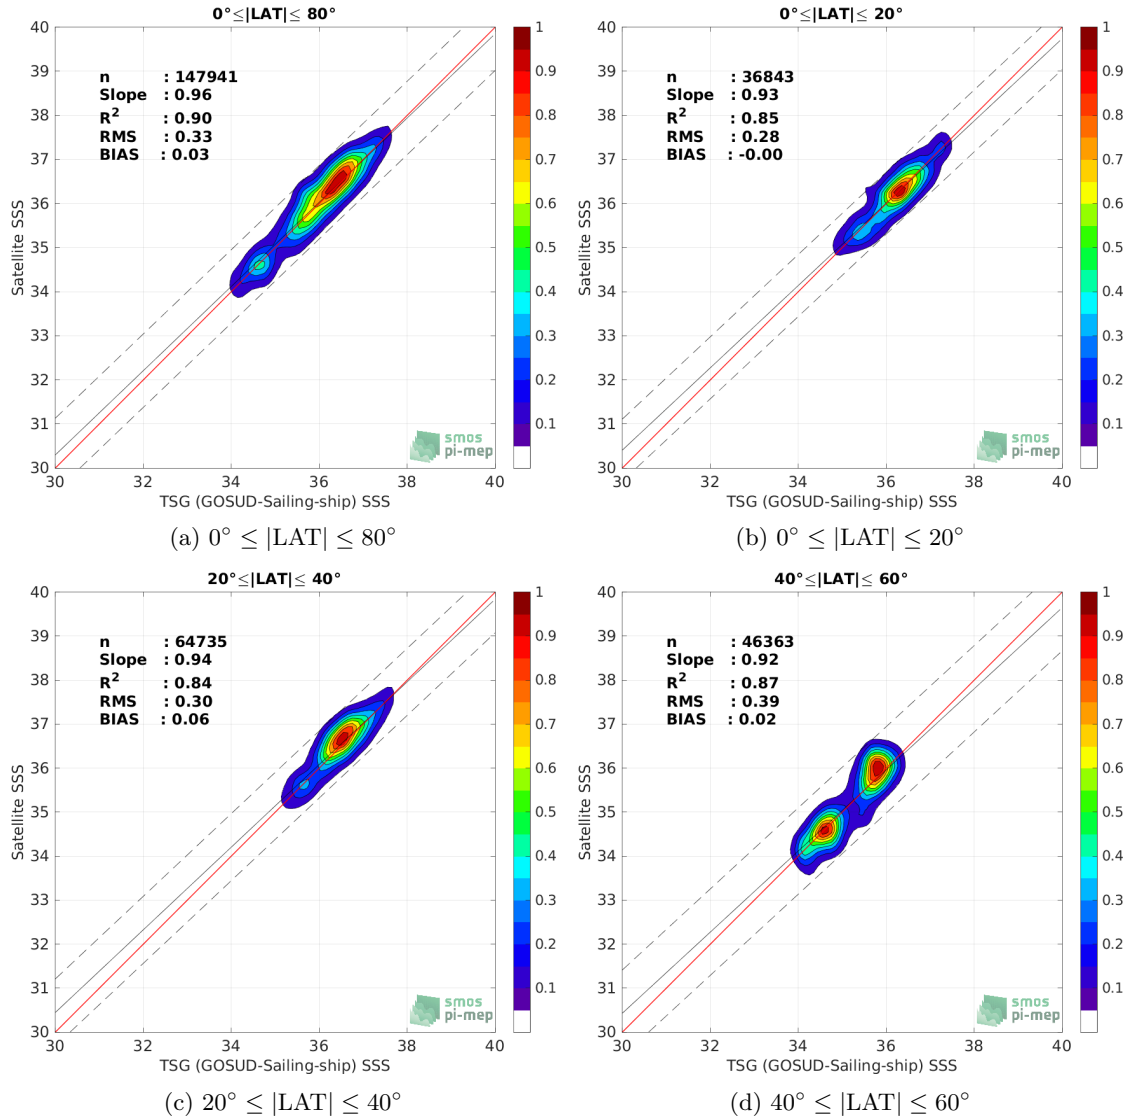 0°≤|LAT|≤ 80°
n : 147941
Slope : 0.96
R² : 0.90
RMS : 0.33
BIAS : 0.03
40
39
38
37
36
35
34
33
32
31
30
Satellite SSS
30 32 34 36 38 40
TSG (GOSUD-Sailing-ship) SSS
smos
pi-mep
1
0.9
0.8
0.7
0.6
0.5
0.4
0.3
0.2
0.1
(a) 0° ≤ |LAT| ≤ 80°
0°≤|LAT|≤ 20°
n : 36843
Slope : 0.93
R² : 0.85
RMS : 0.28
BIAS : -0.00
40
39
38
37
36
35
34
33
32
31
30
Satellite SSS
30 32 34 36 38 40
TSG (GOSUD-Sailing-ship) SSS
smos
pi-mep
1
0.9
0.8
0.7
0.6
0.5
0.4
0.3
0.2
0.1
(b) 0° ≤ |LAT| ≤ 20°
20°≤|LAT|≤ 40°
n : 64735
Slope : 0.94
R² : 0.84
RMS : 0.30
BIAS : 0.06
40
39
38
37
36
35
34
33
32
31
30
Satellite SSS
30 32 34 36 38 40
TSG (GOSUD-Sailing-ship) SSS
smos
pi-mep
1
0.9
0.8
0.7
0.6
0.5
0.4
0.3
0.2
0.1
(c) 20° ≤ |LAT| ≤ 40°
40°≤|LAT|≤ 60°
n : 46363
Slope : 0.92
R² : 0.87
RMS : 0.39
BIAS : 0.02
40
39
38
37
36
35
34
33
32
31
30
Satellite SSS
30 32 34 36 38 40
TSG (GOSUD-Sailing-ship) SSS
smos
pi-mep
1
0.9
0.8
0.7
0.6
0.5
0.4
0.3
0.2
0.1
(d) 40° ≤ |LAT| ≤ 60°